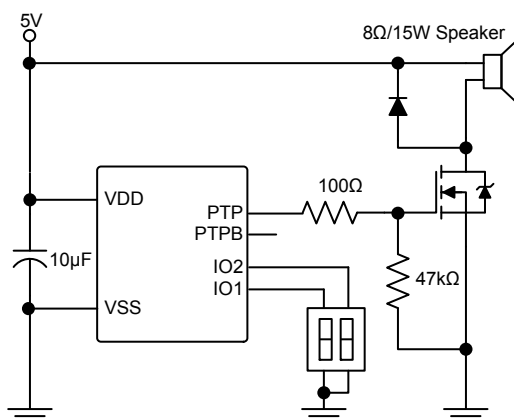 5V
8Ω/15W Speaker
VDD
100Ω
PTP
PTPB
10µF
IO2
IO1
47kΩ
VSS